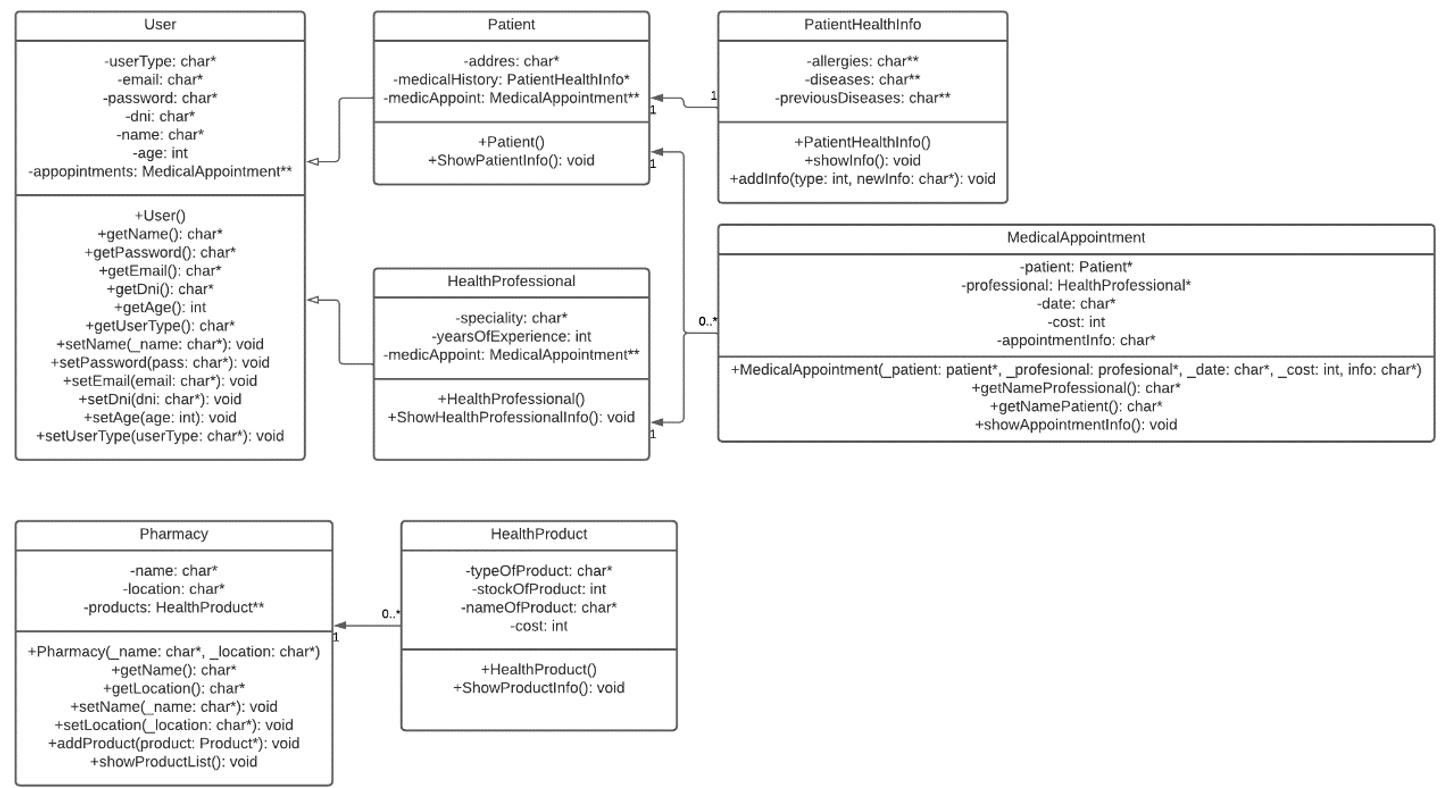 User
-userType: char*
-email: char*
-password: char*
-dni: char*
-name: char*
-age: int
-appopintments: MedicalAppointment**
+User()
+getName(): char*
+getPassword(): char*
+getEmail(): char*
+getDni(): char*
+getAge(): int
+getUserType(): char*
+setName(_name: char*): void
+setPassword(pass: char*): void
+setEmail(email: char*): void
+setDni(dni: char*): void
+setAge(age: int): void
+setUserType(userType: char*): void
Patient
-addres: char*
-medicalHistory: PatientHealthInfo*
-medicAppoint: MedicalAppointment**
+Patient()
+ShowPatientInfo(): void
1
1
1
PatientHealthInfo
-allergies: char**
-diseases: char**
-previousDiseases: char**
+PatientHealthInfo()
+showInfo(): void
+addInfo(type: int, newInfo: char*): void
HealthProfessional
-speciality: char*
-yearsOfExperience: int
-medicAppoint: MedicalAppointment**
+HealthProfessional()
+ShowHealthProfessionalInfo(): void
1
0..*
MedicalAppointment
-patient: Patient*
-professional: HealthProfessional*
-date: char*
-cost: int
-appointmentInfo: char*
+MedicalAppointment(_patient: patient*, _profesional: profesional*, _date: char*, _cost: int, info: char*)
+getNameProfessional(): char*
+getNamePatient(): char*
+showAppointmentInfo(): void
Pharmacy
-name: char*
-location: char*
-products: HealthProduct**
+Pharmacy(_name: char*, _location: char*)
+getName(): char*
+getLocation(): char*
+setName(_name: char*): void
+setLocation(_location: char*): void
+addProduct(product: Product*): void
+showProductList(): void
1
0..*
HealthProduct
-typeOfProduct: char*
-stockOfProduct: int
-nameOfProduct: char*
-cost: int
+HealthProduct()
+ShowProductInfo(): void